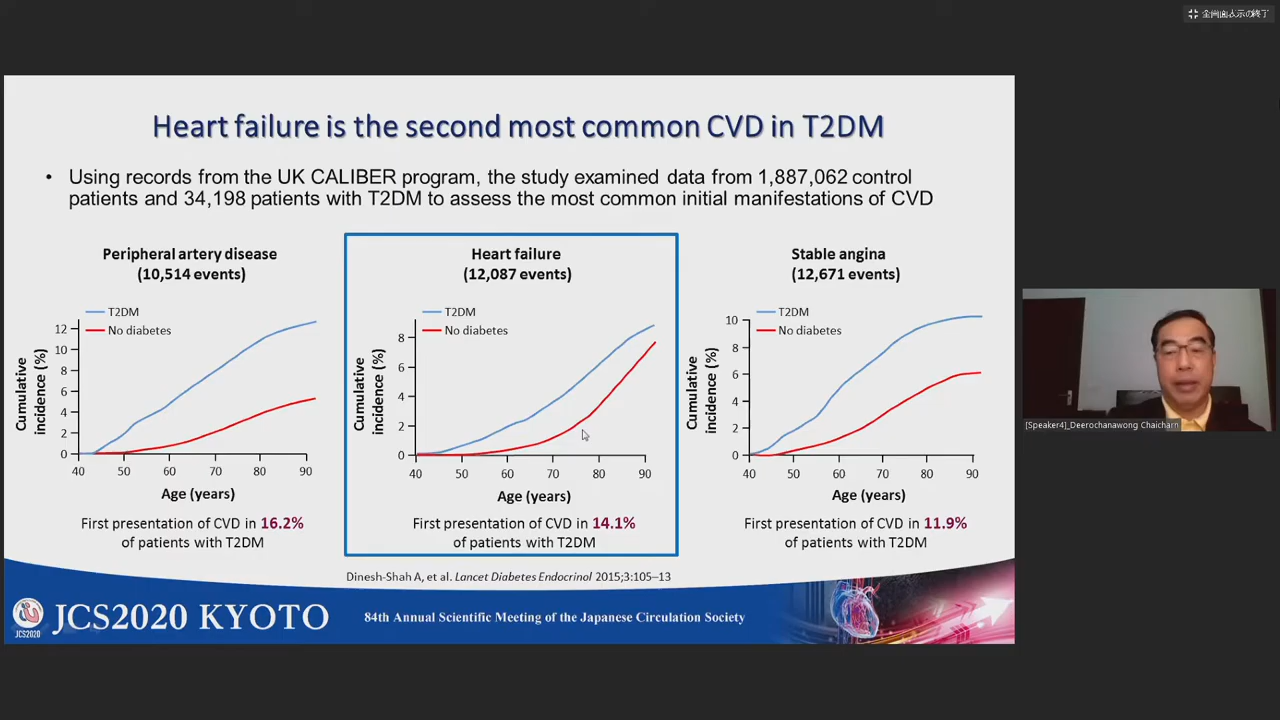 全画面表示の終了
Heart failure is the second most common CVD in T2DM
• Using records from the UK CALIBER program, the study examined data from 1,887,062 control
patients and 34,198 patients with T2DM to assess the most common initial manifestations of CVD
Peripheral artery disease
(10,514 events)
T2DM
No diabetes
Cumulative
incidence (%)
12
10
8
6
4
2
0
40 50 60 70 80 90
Age (years)
First presentation of CVD in 16.2%
of patients with T2DM
Heart failure
(12,087 events)
T2DM
No diabetes
Cumulative
incidence (%)
8
6
4
2
0
40 50 60 70 80 90
Age (years)
First presentation of CVD in 14.1%
of patients with T2DM
Stable angina
(12,671 events)
T2DM
No diabetes
Cumulative
incidence (%)
10
8
6
4
2
0
40 50 60 70 80 90
Age (years)
First presentation of CVD in 11.9%
of patients with T2DM
Dinesh-Shah A, et al. Lancet Diabetes Endocrinol 2015;3:105–13
JCS2020
JCS2020 KYOTO
84th Annual Scientific Meeting of the Japanese Circulation Society
[Speaker4]_Deerochanawong Chaicharn